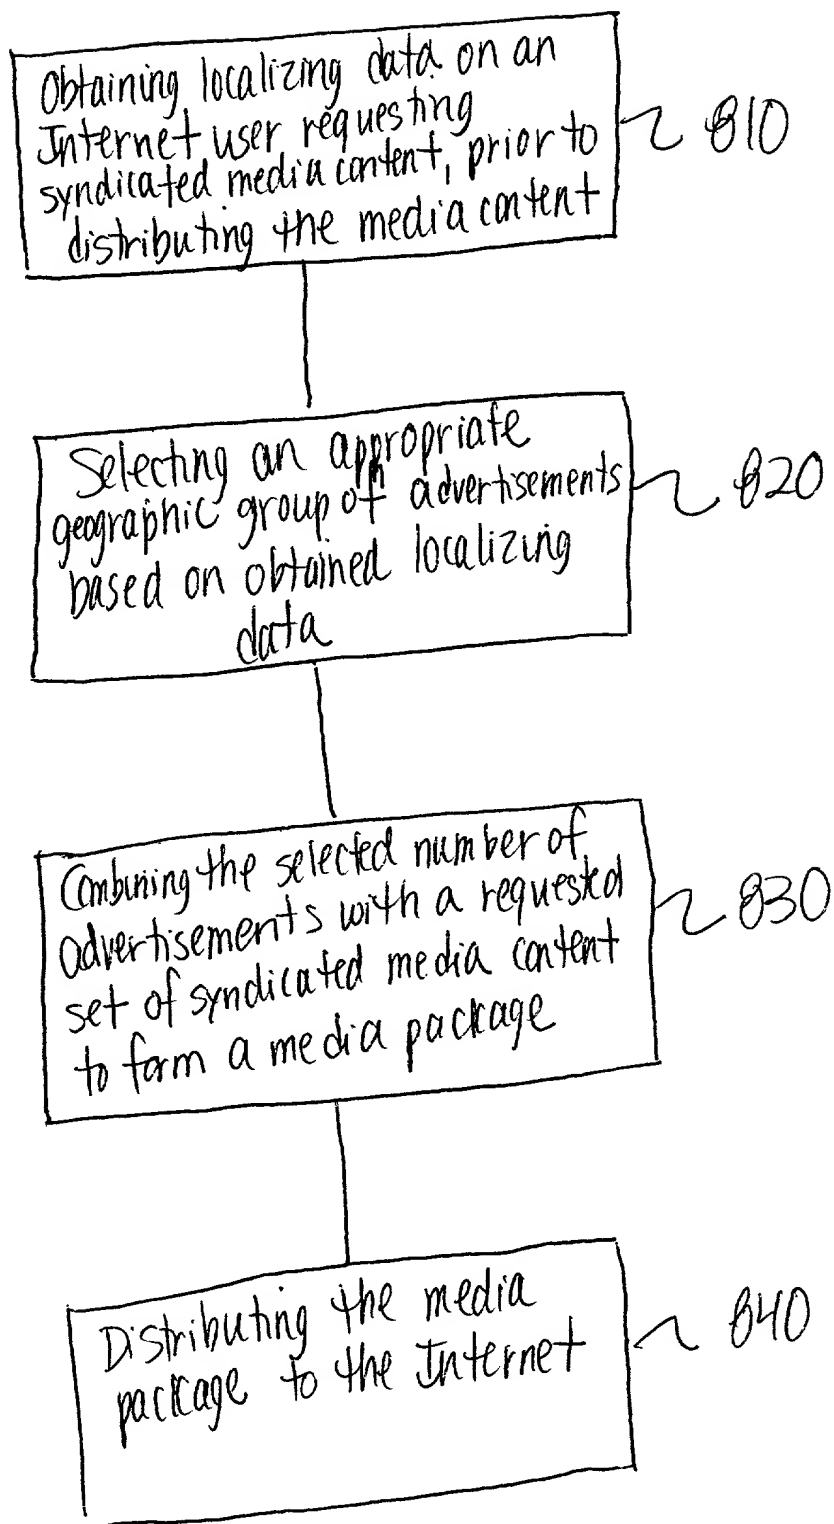 Obtaining localizing data on an
Internet user requesting
syndicated media content, prior to
distributing the media content
810
Selecting an appropriate
geographic group of advertisements
based on obtained localizing
data
820
Combining the selected number of
advertisements with a requested
set of syndicated media content
to form a media package
830
Distributing the media
package to the Internet
840